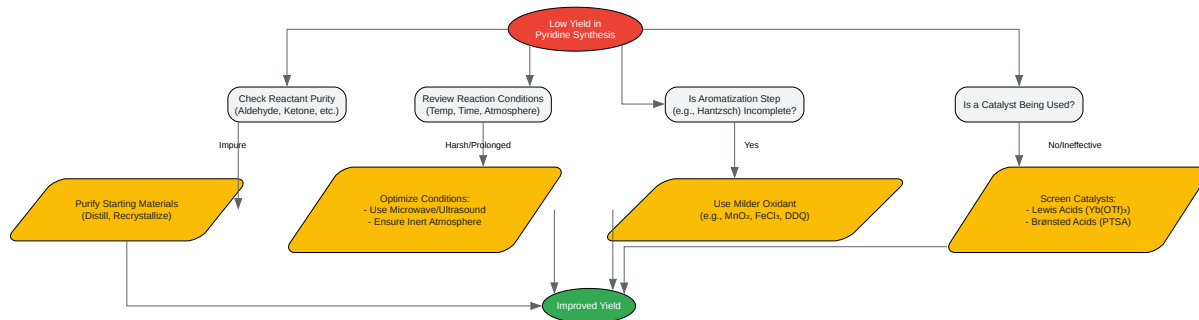 Low Yield in
Pyridine Synthesis
Check Reactant Purity
(Aldehyde, Ketone, etc.)
Review Reaction Conditions
(Temp, Time, Atmosphere)
Is Aromatization Step
(e.g., Hantzsch) Incomplete?
Is a Catalyst Being Used?
Impure
Harsh/Prolonged
Yes
No/Ineffective
Purify Starting Materials
(Distill, Recrystallize)
Optimize Conditions:
- Use Microwave/Ultrasound
- Ensure Inert Atmosphere
Use Milder Oxidant
(e.g., MnO₂, FeCl₃, DDQ)
Screen Catalysts:
- Lewis Acids (Yb(OTf)₃)
- Brønsted Acids (PTSA)
Improved Yield